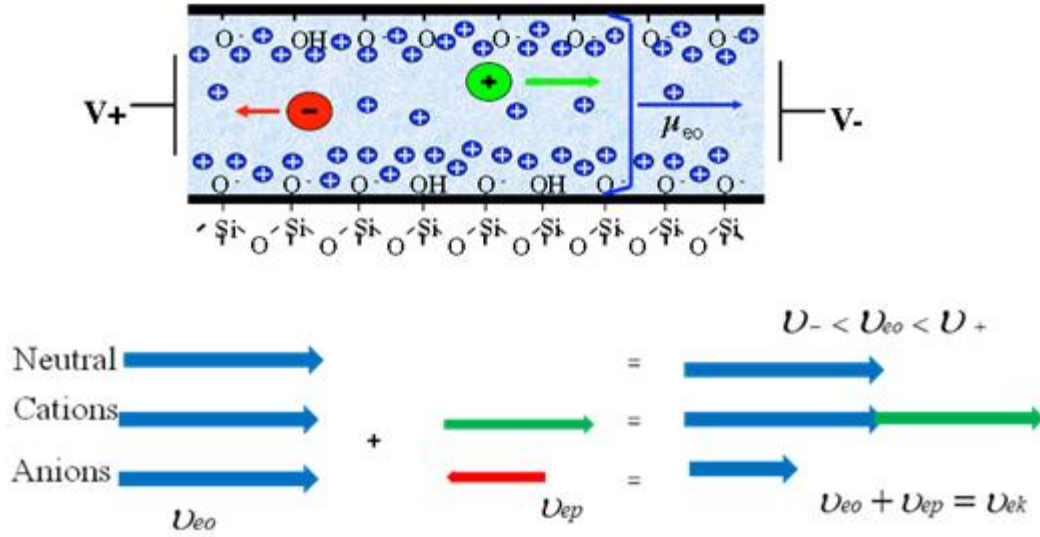 O⁻ OH O⁻ O O⁻ O⁻ O⁻ O⁻
+
−
V+
μeo
V-
O⁻ O⁻ O⁻ OH O⁻ OH O⁻ O⁻ O⁻
Si Si Si Si Si Si Si Si Si
O O O O O O O O
υ− < υeo < υ+
Neutral =
Cations + =
Anions =
υeo υep υeo + υep = υek